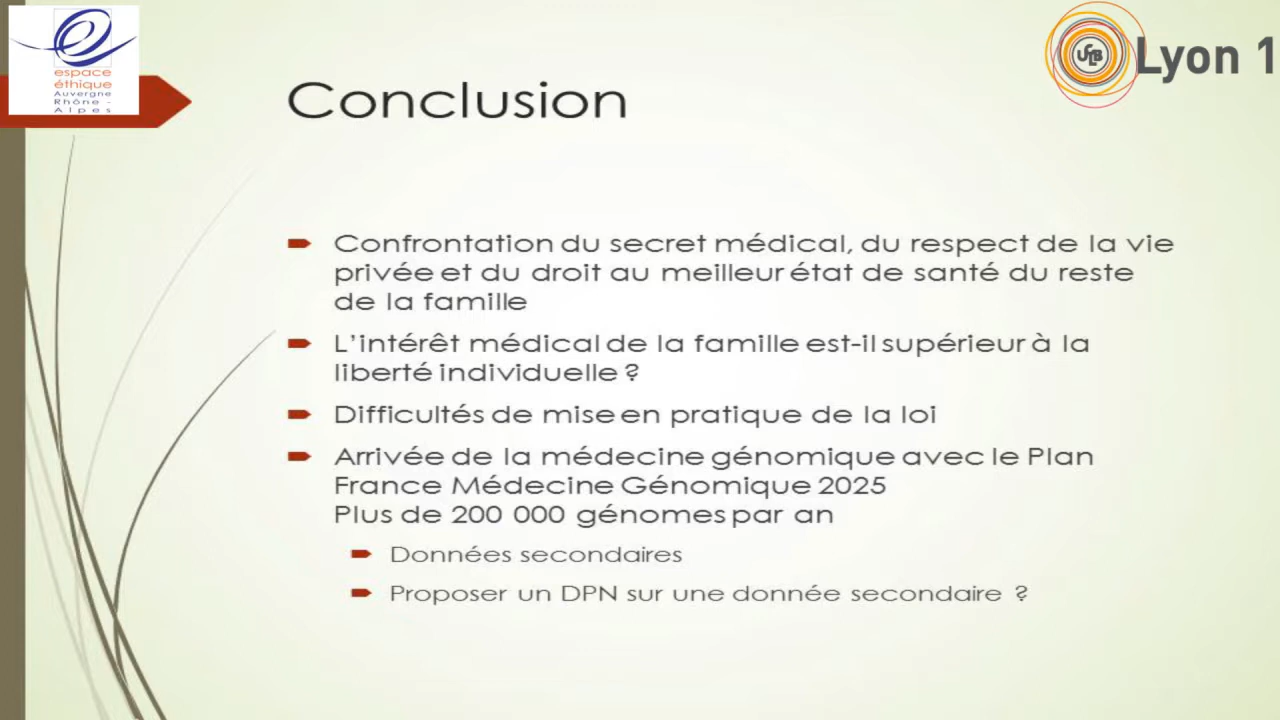 espace
éthique
Auvergne
Rhône -
Alpes
UCLB
Lyon 1
Conclusion
Confrontation du secret médical, du respect de la vie
privée et du droit au meilleur état de santé du reste
de la famille
L'intérêt médical de la famille est-il supérieur à la
liberté individuelle ?
Difficultés de mise en pratique de la loi
Arrivée de la médecine génomique avec le Plan
France Médecine Génomique 2025
Plus de 200 000 génomes par an
Données secondaires
Proposer un DPN sur une donnée secondaire ?